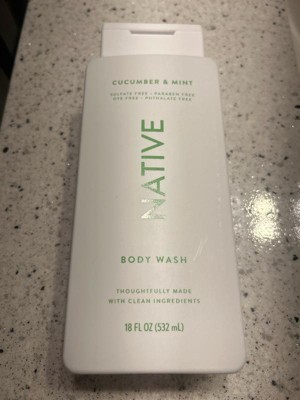 CUCUMBER & MINT
SULFATE FREE • PARABEN FREE
DYE FREE • PHTHALATE FREE
NATIVE
BODY WASH
THOUGHTFULLY MADE
WITH CLEAN INGREDIENTS
18 FL OZ (532 mL)